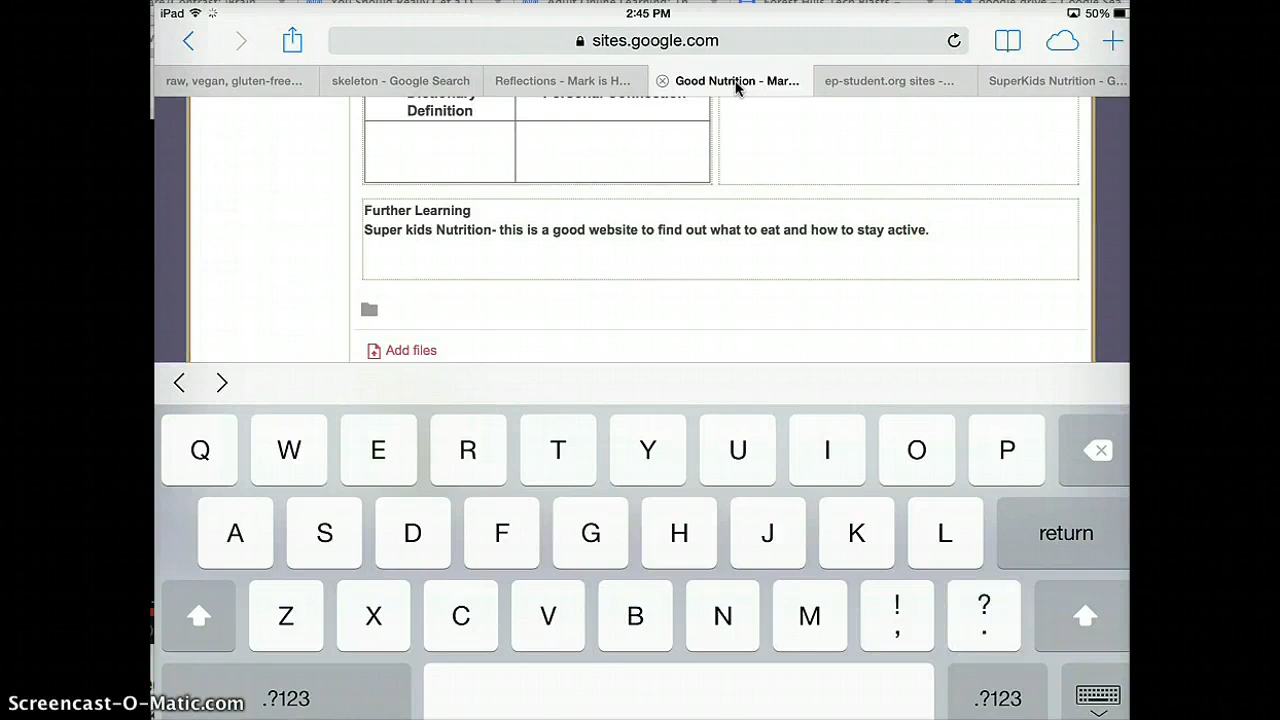 iPad 2:45 PM 50%
sites.google.com
raw, vegan, gluten-free... skeleton - Google Search Reflections - Mark is H... Good Nutrition - Mar... ep-student.org sites -... SuperKids Nutrition - G...
Definition
Further Learning
Super kids Nutrition- this is a good website to find out what to eat and how to stay active.
Add files
Q W E R T Y U I O P
A S D F G H J K L return
Z X C V B N M ! , ? .
.?123 .?123
Screencast-O-Matic.com